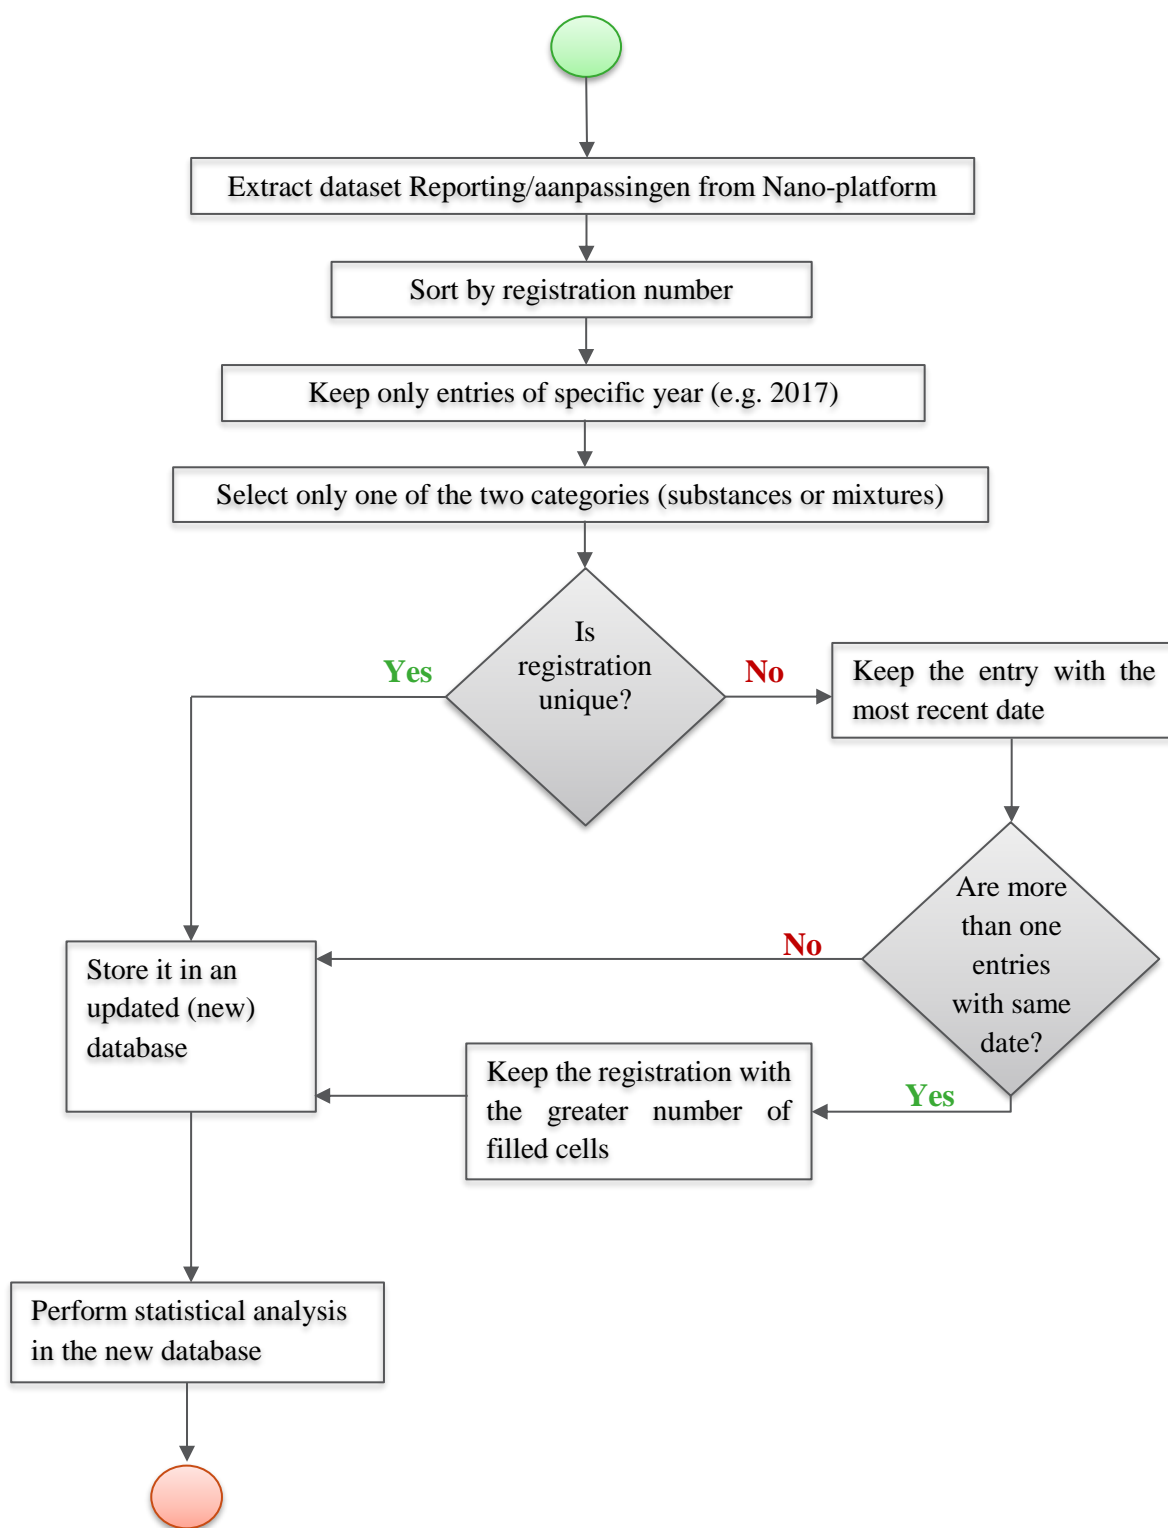 Extract dataset Reporting/aanpassingen from Nano-platform
Sort by registration number
Keep only entries of specific year (e.g. 2017)
Select only one of the two categories (substances or mixtures)
Is
registration
unique?
Yes
No
Keep the entry with the
most recent date
Are more
than one
entries
with same
date?
No
Yes
Store it in an
updated (new)
database
Keep the registration with
the greater number of
filled cells
Perform statistical analysis
in the new database